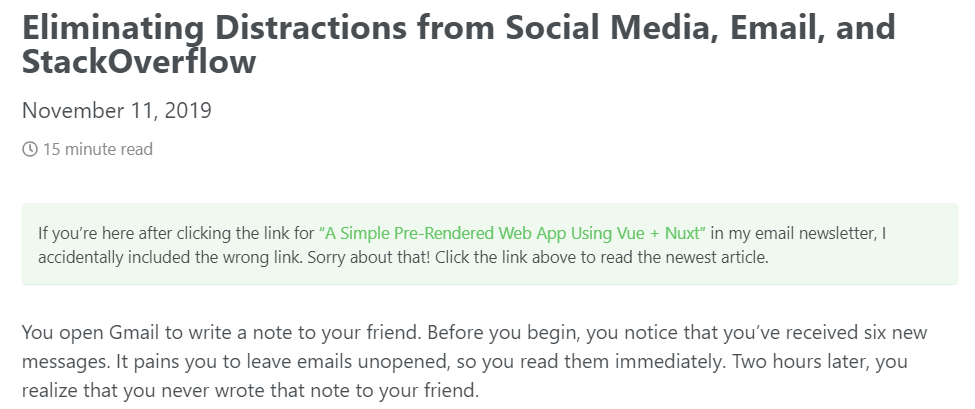 Eliminating Distractions from Social Media, Email, and
StackOverflow
November 11, 2019
15 minute read
If you’re here after clicking the link for “A Simple Pre-Rendered Web App Using Vue + Nuxt” in my email newsletter, I
accidentally included the wrong link. Sorry about that! Click the link above to read the newest article.
You open Gmail to write a note to your friend. Before you begin, you notice that you’ve received six new
messages. It pains you to leave emails unopened, so you read them immediately. Two hours later, you
realize that you never wrote that note to your friend.